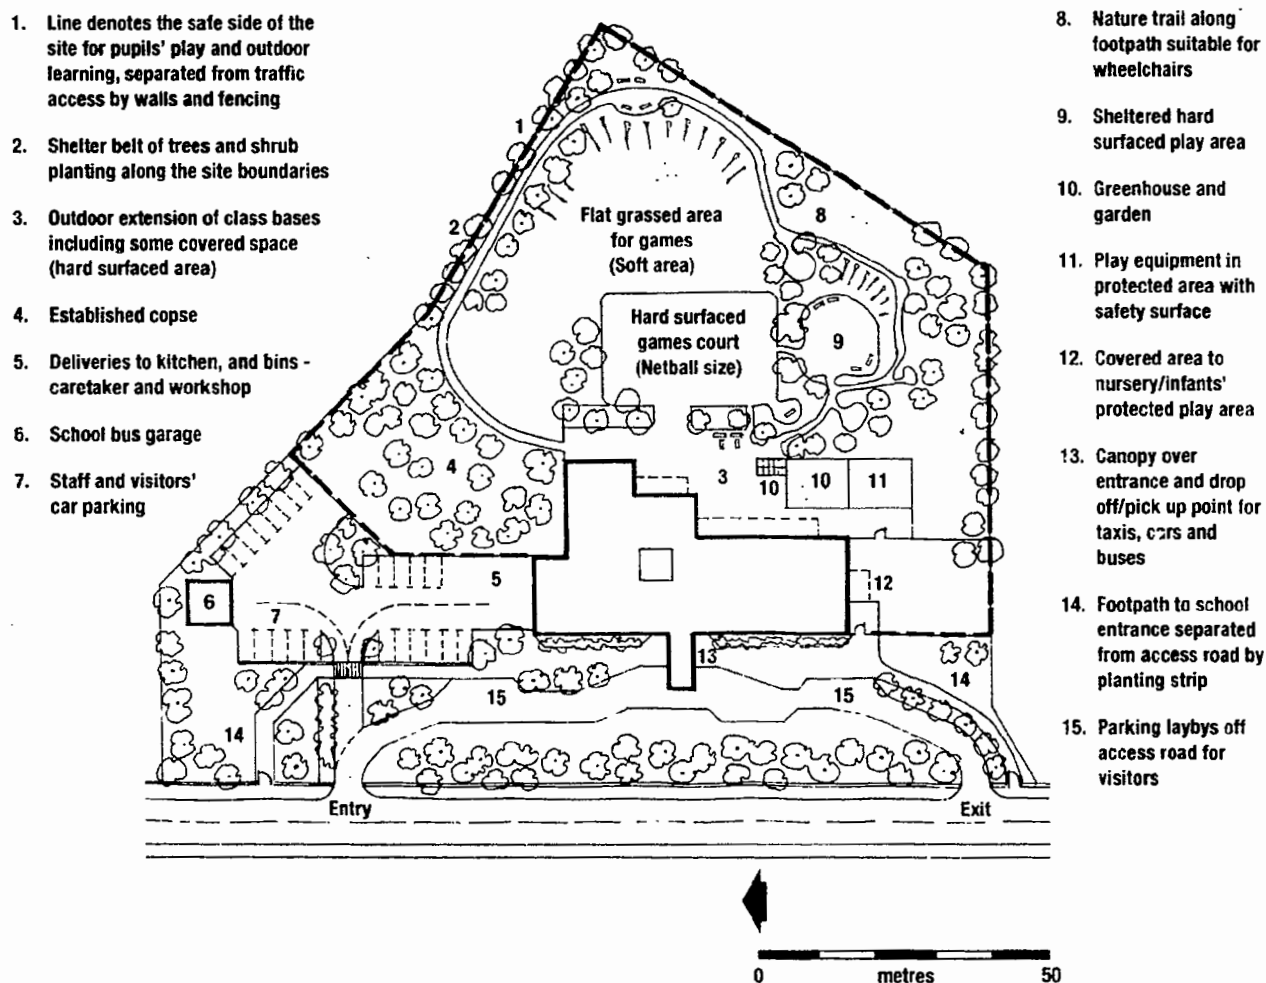 1. Line denotes the safe side of the
site for pupils' play and outdoor
learning, separated from traffic
access by walls and fencing
2. Shelter belt of trees and shrub
planting along the site boundaries
3. Outdoor extension of class bases
including some covered space
(hard surfaced area)
4. Established copse
5. Deliveries to kitchen, and bins -
caretaker and workshop
6. School bus garage
7. Staff and visitors'
car parking
1
2
Flat grassed area
for games
(Soft area)
8
Hard surfaced
games court
(Netball size)
9
4
3
10
10
11
5
12
6
7
13
14
15
15
14
Entry
Exit
0
metres
50
8. Nature trail along
footpath suitable for
wheelchairs
9. Sheltered hard
surfaced play area
10. Greenhouse and
garden
11. Play equipment in
protected area with
safety surface
12. Covered area to
nursery/infants'
protected play area
13. Canopy over
entrance and drop
off/pick up point for
taxis, cars and
buses
14. Footpath to school
entrance separated
from access road by
planting strip
15. Parking laybys off
access road for
visitors